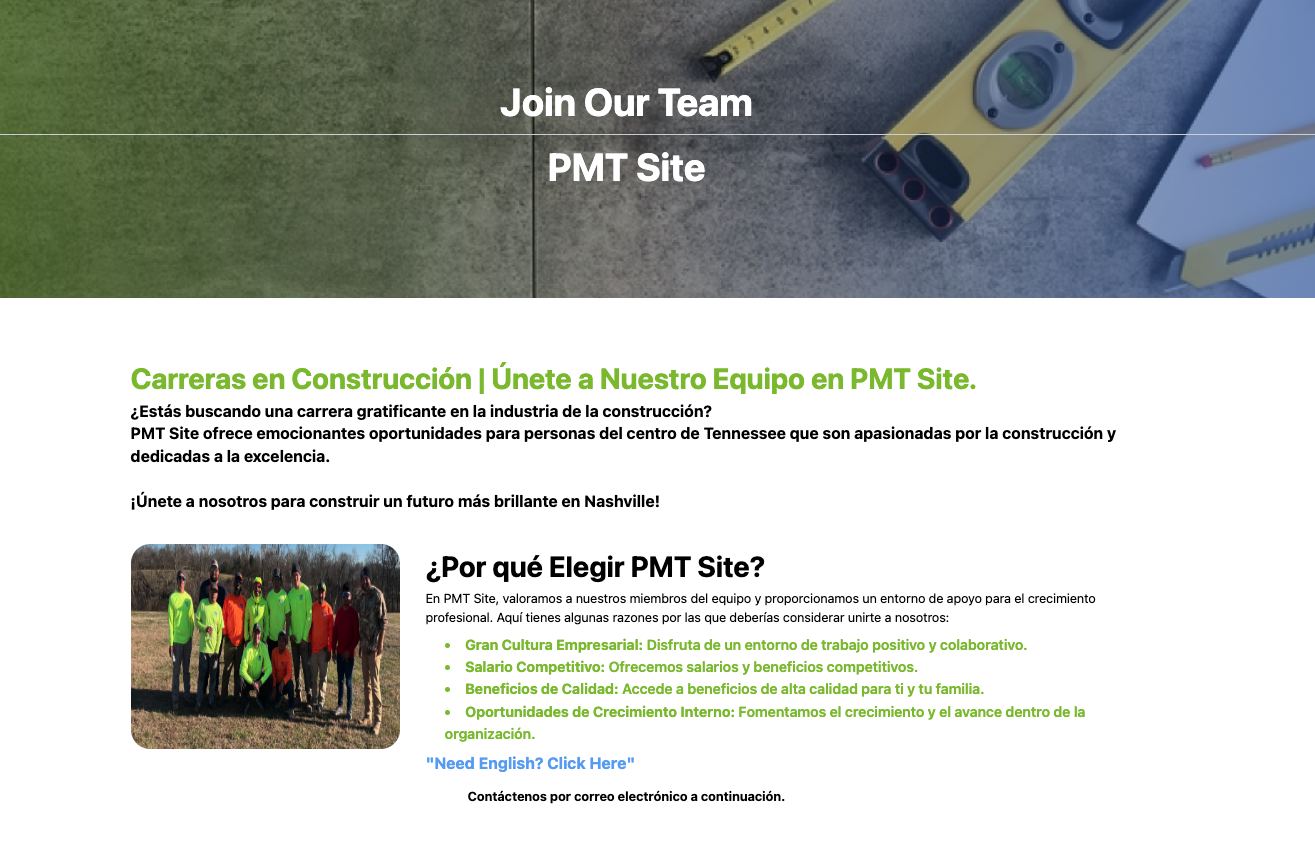 Join Our Team
PMT Site
Carreras en Construcción | Únete a Nuestro Equipo en PMT Site.
¿Estás buscando una carrera gratificante en la industria de la construcción?
PMT Site ofrece emocionantes oportunidades para personas del centro de Tennessee que son apasionadas por la construcción y
dedicadas a la excelencia.
¡Únete a nosotros para construir un futuro más brillante en Nashville!
¿Por qué Elegir PMT Site?
En PMT Site, valoramos a nuestros miembros del equipo y proporcionamos un entorno de apoyo para el crecimiento
profesional. Aquí tienes algunas razones por las que deberías considerar unirte a nosotros:
• Gran Cultura Empresarial: Disfruta de un entorno de trabajo positivo y colaborativo.
• Salario Competitivo: Ofrecemos salarios y beneficios competitivos.
• Beneficios de Calidad: Accede a beneficios de alta calidad para ti y tu familia.
• Oportunidades de Crecimiento Interno: Fomentamos el crecimiento y el avance dentro de la
organización.
"Need English? Click Here"
Contáctenos por correo electrónico a continuación.